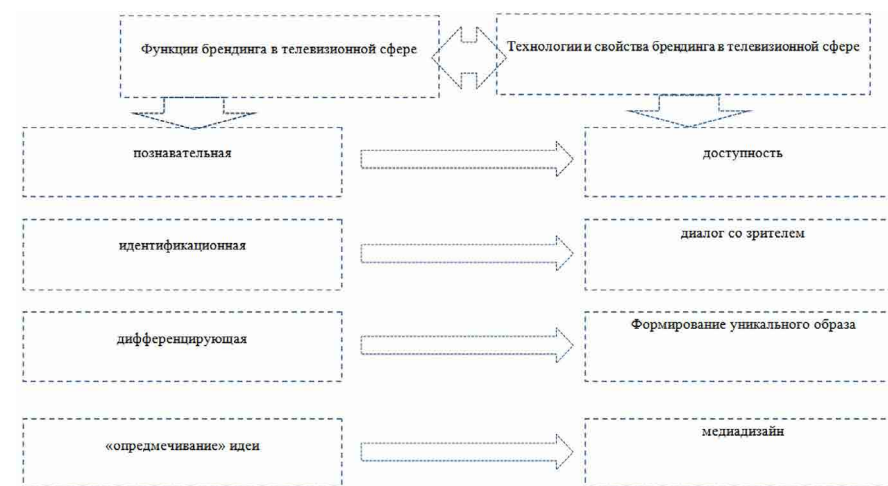 Функции брендинга в телевизионной сфере
Технологии и свойства брендинга в телевизионной сфере
познавательная
доступность
идентификационная
диалог со зрителем
дифференцирующая
Формирование уникального образа
«опредмечивание» идеи
медиадизайн